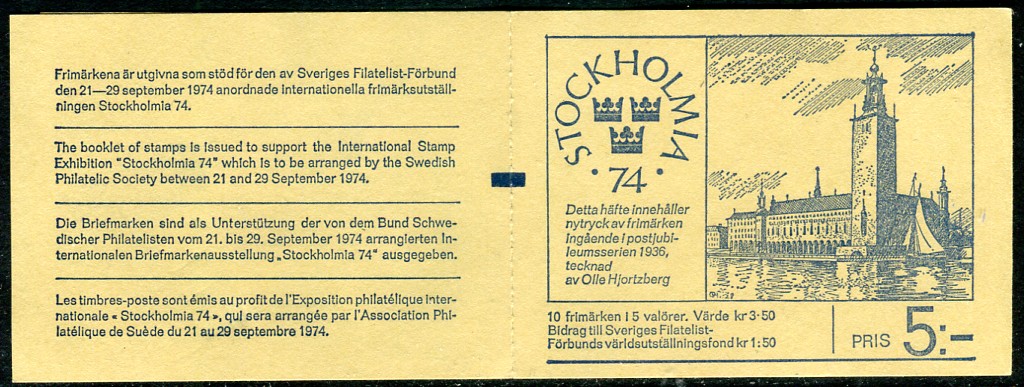 Frimärkena är utgivna som stöd för den av Sveriges Filatelist-Förbund
den 21—29 september 1974 anordnade internationella frimärksutställ-
ningen Stockholmia 74.
The booklet of stamps is issued to support the International Stamp
Exhibition "Stockholmia 74" which is to be arranged by the Swedish
Philatelic Society between 21 and 29 September 1974.
Die Briefmarken sind als Unterstützung der von dem Bund Schwe-
discher Philatelisten vom 21. bis 29. September 1974 arrangierten In-
ternationalen Briefmarkenausstellung „Stockholmia 74" ausgegeben.
Les timbres-poste sont émis au profit de l'Exposition philatélique inter-
nationale « Stockholmia 74 », qui sera arrangée par l'Association Phi-
latélique de Suède du 21 au 29 septembre 1974.
STOCKHOLMIA
· 74 ·
Detta häfte innehåller
nytryck av frimärken
ingående i postjubi-
leumsserien 1936,
tecknad
av Olle Hjortzberg
10 frimärken i 5 valörer. Värde kr 3·50
Bidrag till Sveriges Filatelist-
Förbunds världsutställningsfond kr 1:50
PRIS 5:-